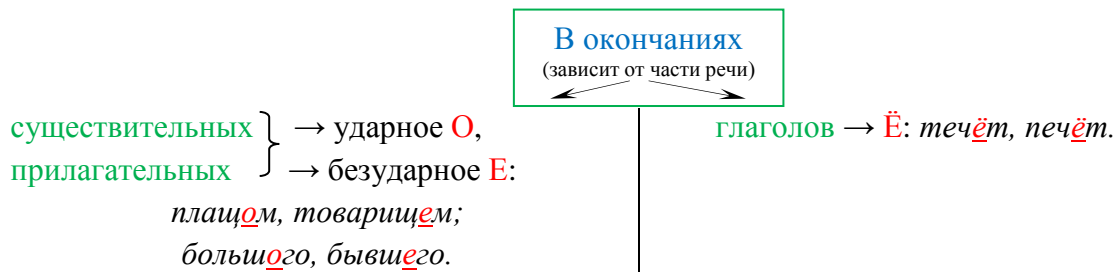 В окончаниях
(зависит от части речи)
существительных → ударное О,
прилагательных → безударное Е:
плащом, товарищем;
большого, бывшего.
глаголов → Ё: течёт, печёт.